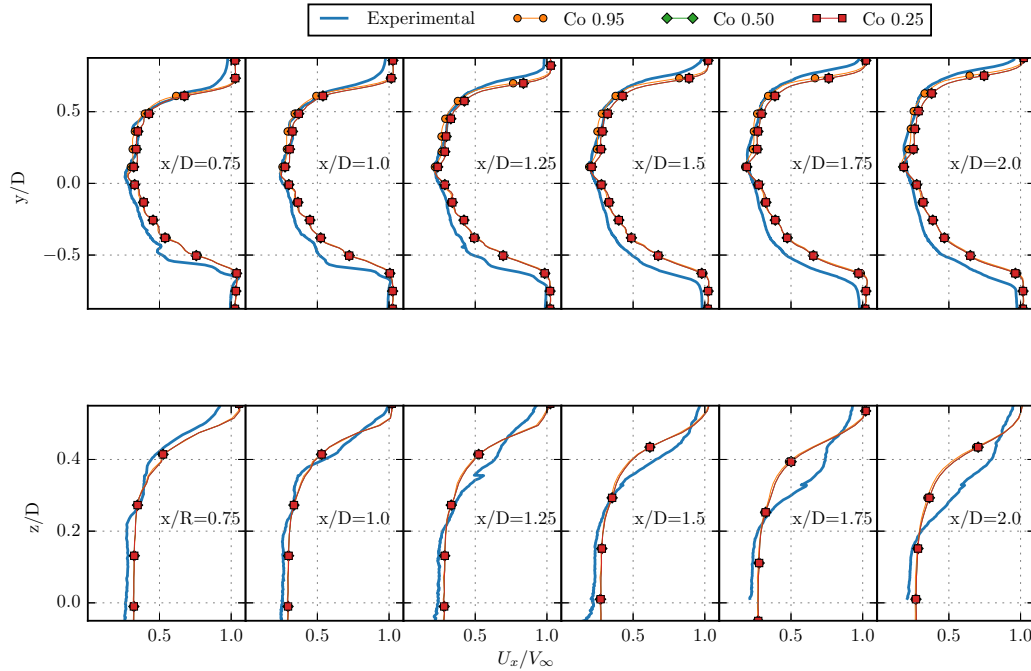 Experimental Co 0.95 Co 0.50 Co 0.25
y/D
0.5
0.0
−0.5
x/D=0.75 x/D=1.0 x/D=1.25 x/D=1.5 x/D=1.75 x/D=2.0
z/D
0.4
0.2
0.0
x/R=0.75 x/D=1.0 x/D=1.25 x/D=1.5 x/D=1.75 x/D=2.0
0.5 1.0 0.5 1.0 0.5 1.0 0.5 1.0 0.5 1.0 0.5 1.0
Uₓ/V∞